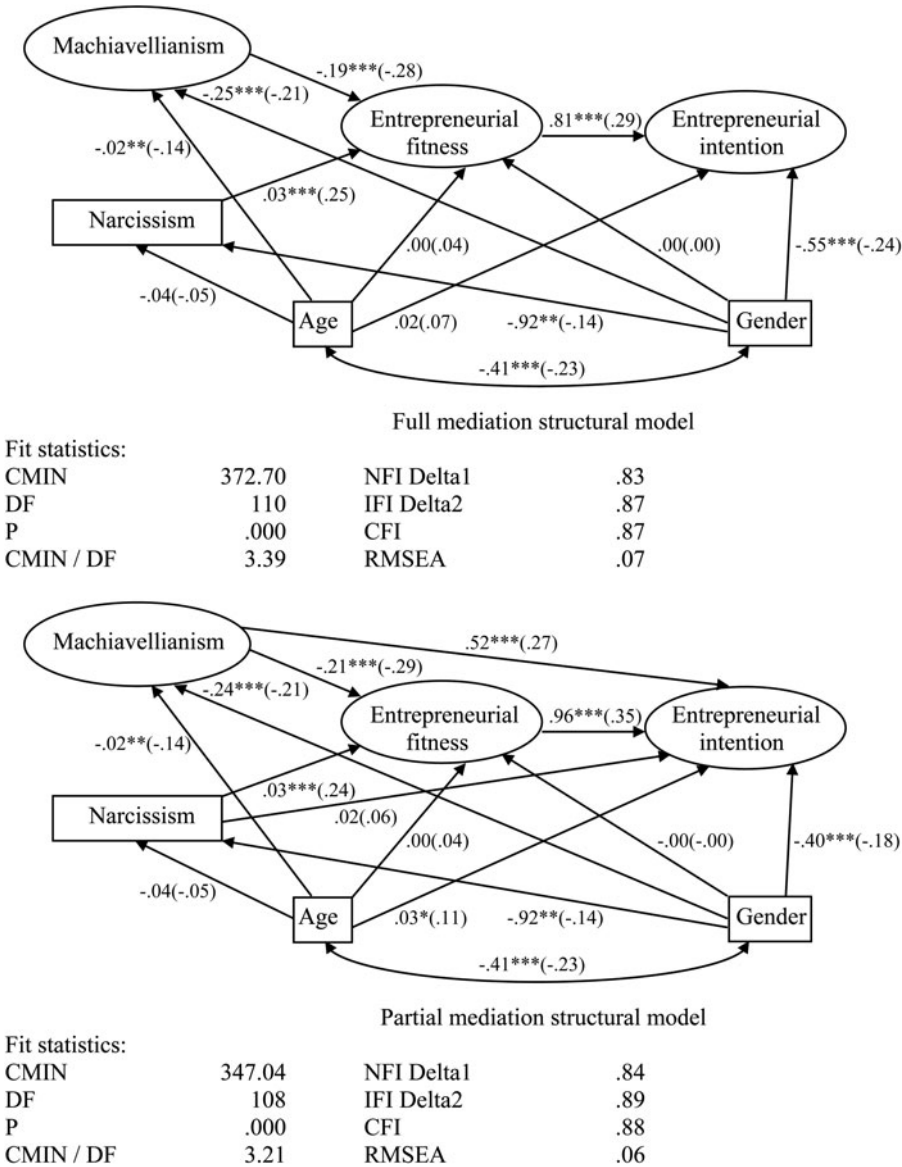 Machiavellianism
-.19***(-.28)
-.25***(-.21)
Entrepreneurial
fitness
.81***(.29)
Entrepreneurial
intention
-.02**(-.14)
.03***(.25)
Narcissism
.00(.04)
.00(.00)
-.55***(-.24)
-.04(-.05)
Age
.02(.07)
-.92**(-.14)
Gender
-.41***(-.23)
Full mediation structural model
Fit statistics:
CMIN 372.70 NFI Delta1 .83
DF 110 IFI Delta2 .87
P .000 CFI .87
CMIN / DF 3.39 RMSEA .07
Machiavellianism
.52***(.27)
-.21***(-.29)
-.24***(-.21)
Entrepreneurial
fitness
.96***(.35)
Entrepreneurial
intention
-.02**(-.14)
.03***(.24)
Narcissism
.02(.06)
.00(.04)
-.00(-.00)
-.40***(-.18)
-.04(-.05)
Age
.03*(.11)
-.92**(-.14)
Gender
-.41***(-.23)
Partial mediation structural model
Fit statistics:
CMIN 347.04 NFI Delta1 .84
DF 108 IFI Delta2 .89
P .000 CFI .88
CMIN / DF 3.21 RMSEA .06